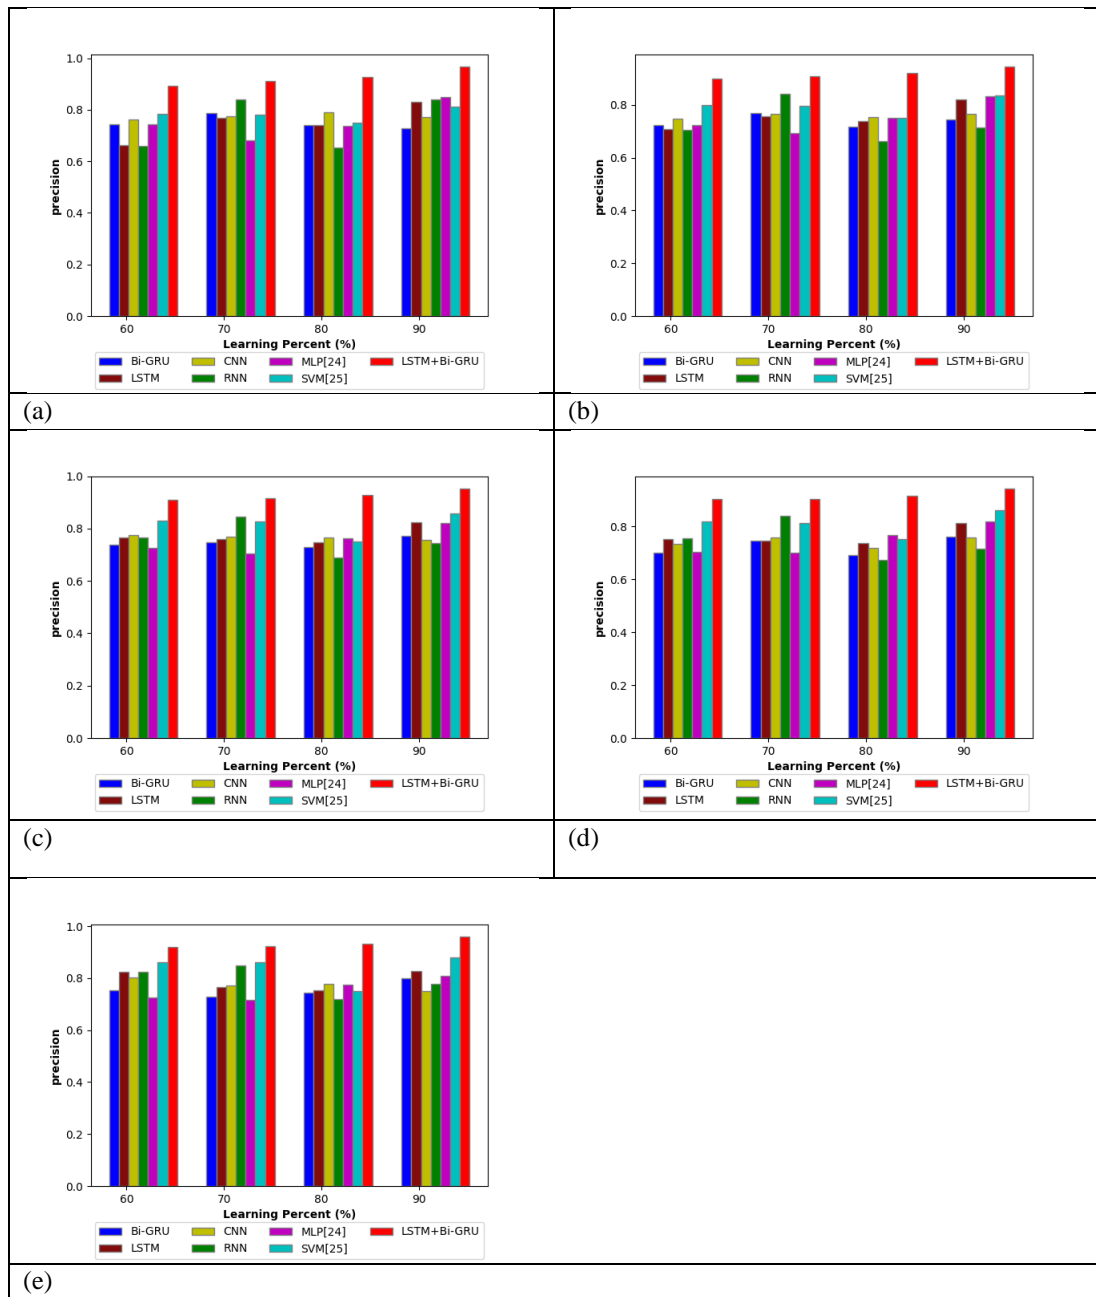 1.0
0.8
0.6
0.4
0.2
0.0
precision
60 70 80 90
Learning Percent (%)
Bi-GRU CNN MLP[24] LSTM+Bi-GRU
LSTM RNN SVM[25]
(a)
0.8
0.6
0.4
0.2
0.0
precision
60 70 80 90
Learning Percent (%)
Bi-GRU CNN MLP[24] LSTM+Bi-GRU
LSTM RNN SVM[25]
(b)
1.0
0.8
0.6
0.4
0.2
0.0
precision
60 70 80 90
Learning Percent (%)
Bi-GRU CNN MLP[24] LSTM+Bi-GRU
LSTM RNN SVM[25]
(c)
0.8
0.6
0.4
0.2
0.0
precision
60 70 80 90
Learning Percent (%)
Bi-GRU CNN MLP[24] LSTM+Bi-GRU
LSTM RNN SVM[25]
(d)
1.0
0.8
0.6
0.4
0.2
0.0
precision
60 70 80 90
Learning Percent (%)
Bi-GRU CNN MLP[24] LSTM+Bi-GRU
LSTM RNN SVM[25]
(e)